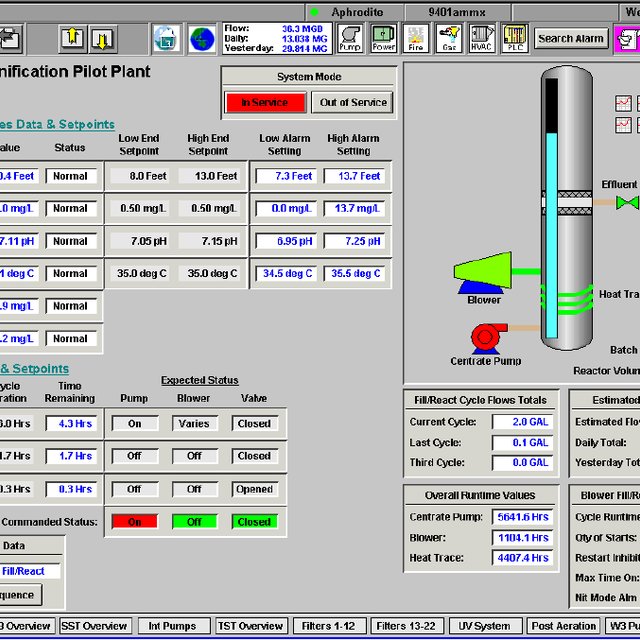 Aphrodite 9401ammx We
Flow: 36.3 MGD
Daily: 13.038 MG
Yesterday: 29.814 MG
Pump Power Fire Gas HVAC PLC Search Alarm
nification Pilot Plant
System Mode
In Service Out of Service
es Data & Setpoints
alue Status Low End Setpoint High End Setpoint Low Alarm Setting High Alarm Setting
0.4 Feet Normal 8.0 Feet 13.0 Feet 7.3 Feet 13.7 Feet
.0 mg/L Normal 0.50 mg/L 0.50 mg/L 0.0 mg/L 13.7 mg/L
7.11 pH Normal 7.05 pH 7.15 pH 6.95 pH 7.25 pH
1 deg C Normal 35.0 deg C 35.0 deg C 34.5 deg C 35.5 deg C
.9 mg/L Normal
.2 mg/L Normal
Effluent
Blower
Heat Tra
Centrate Pump
Batch
Reactor Volum
& Setpoints
ycle ration Time Remaining Expected Status
Pump Blower Valve
6.0 Hrs 4.3 Hrs On Varies Closed
1.7 Hrs 1.7 Hrs Off Off Closed
0.3 Hrs 0.3 Hrs Off Off Opened
Commanded Status: On Off Closed
Data
Fill/React
quence
Fill/React Cycle Flows Totals
Current Cycle: 2.0 GAL
Last Cycle: 0.1 GAL
Third Cycle: 0.0 GAL
Estimated
Estimated Flo
Daily Total:
Yesterday Tot
Overall Runtime Values
Centrate Pump: 5641.6 Hrs
Blower: 1104.1 Hrs
Heat Trace: 4407.4 Hrs
Blower Fill/R
Cycle Runtime
Qty of Starts:
Restart Inhibit
Max Time On:
Nit Mode Alm
3 Overview SST Overview Int Pumps TST Overview Filters 1-12 Filters 13-22 UV System Post Aeration W3 Pu